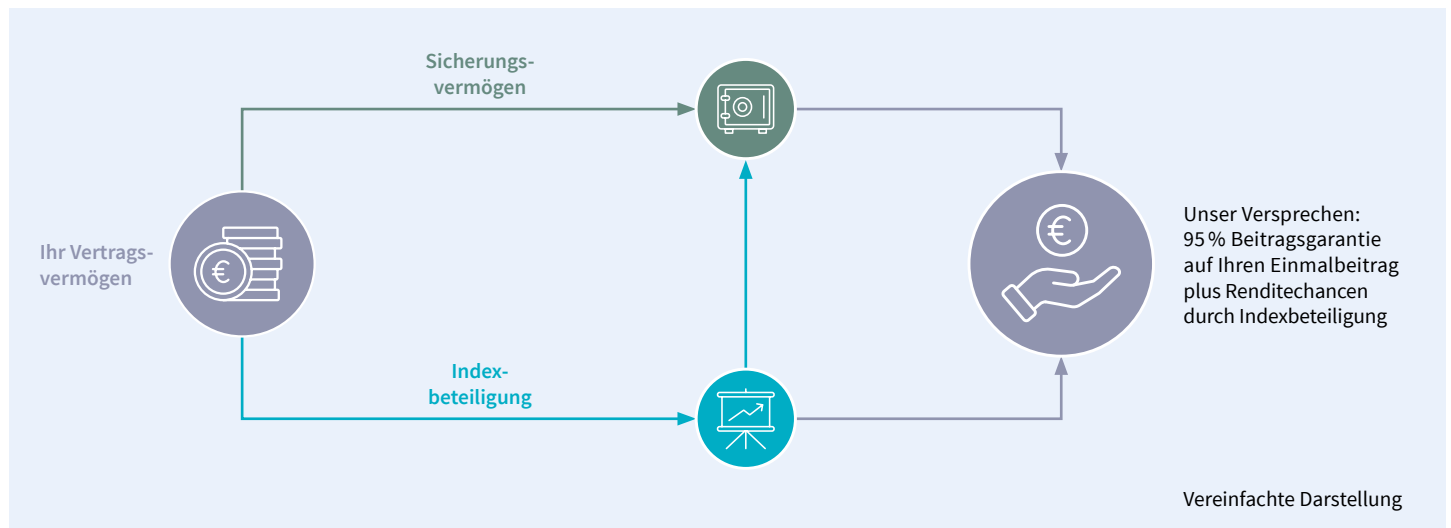 Sicherungs-
vermögen
Ihr Vertrags-
vermögen
€
Index-
beteiligung
€
Unser Versprechen:
95 % Beitragsgarantie
auf Ihren Einmalbeitrag
plus Renditechancen
durch Indexbeteiligung
Vereinfachte Darstellung